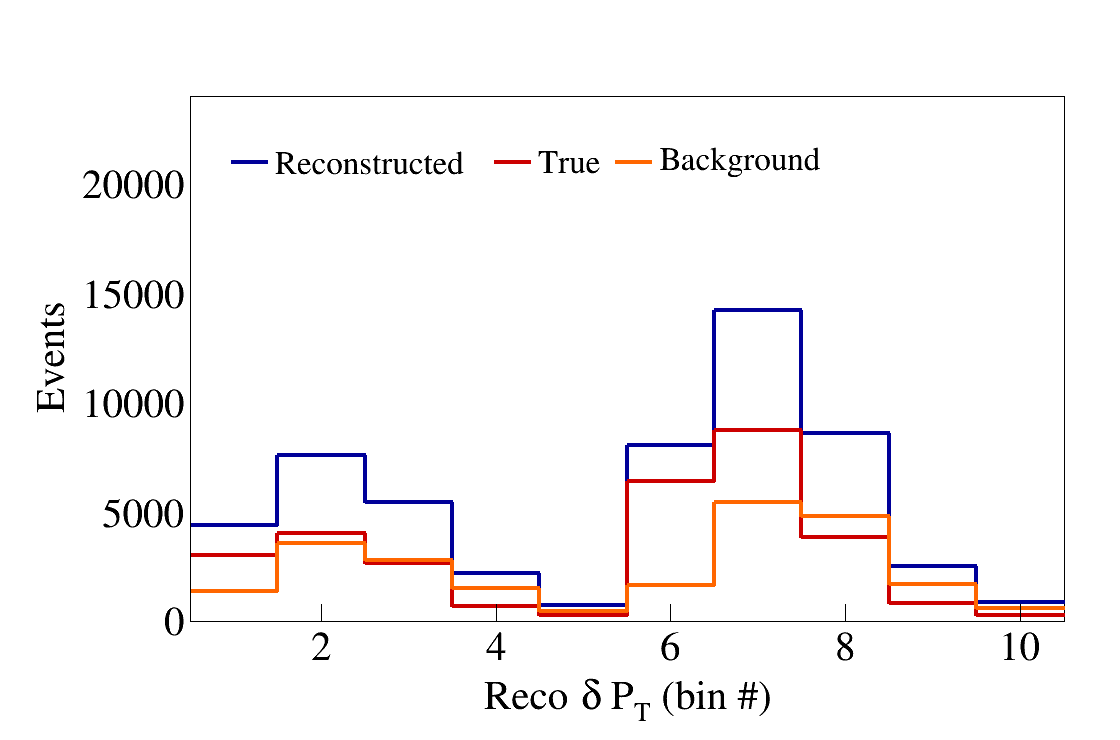 Reconstructed True Background
20000
15000
10000
5000
0
Events
2 4 6 8 10
Reco δ P_T (bin #)